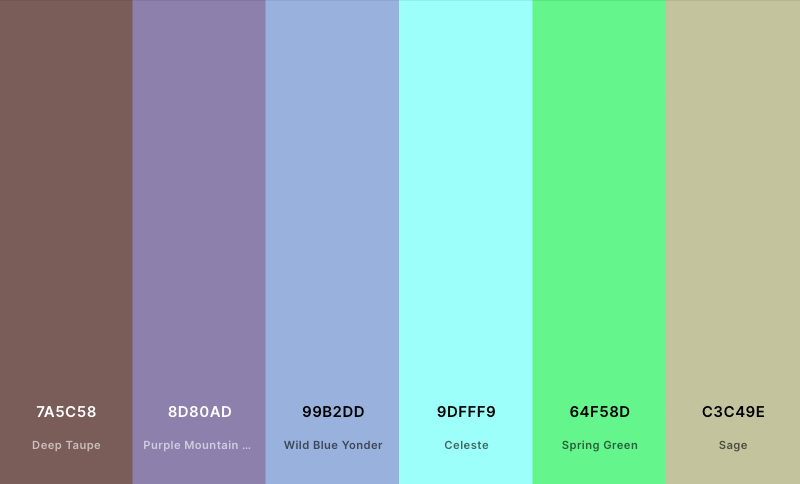 7A5C58
8D80AD
99B2DD
9DFFF9
64F58D
C3C49E
Deep Taupe
Purple Mountain ...
Wild Blue Yonder
Celeste
Spring Green
Sage